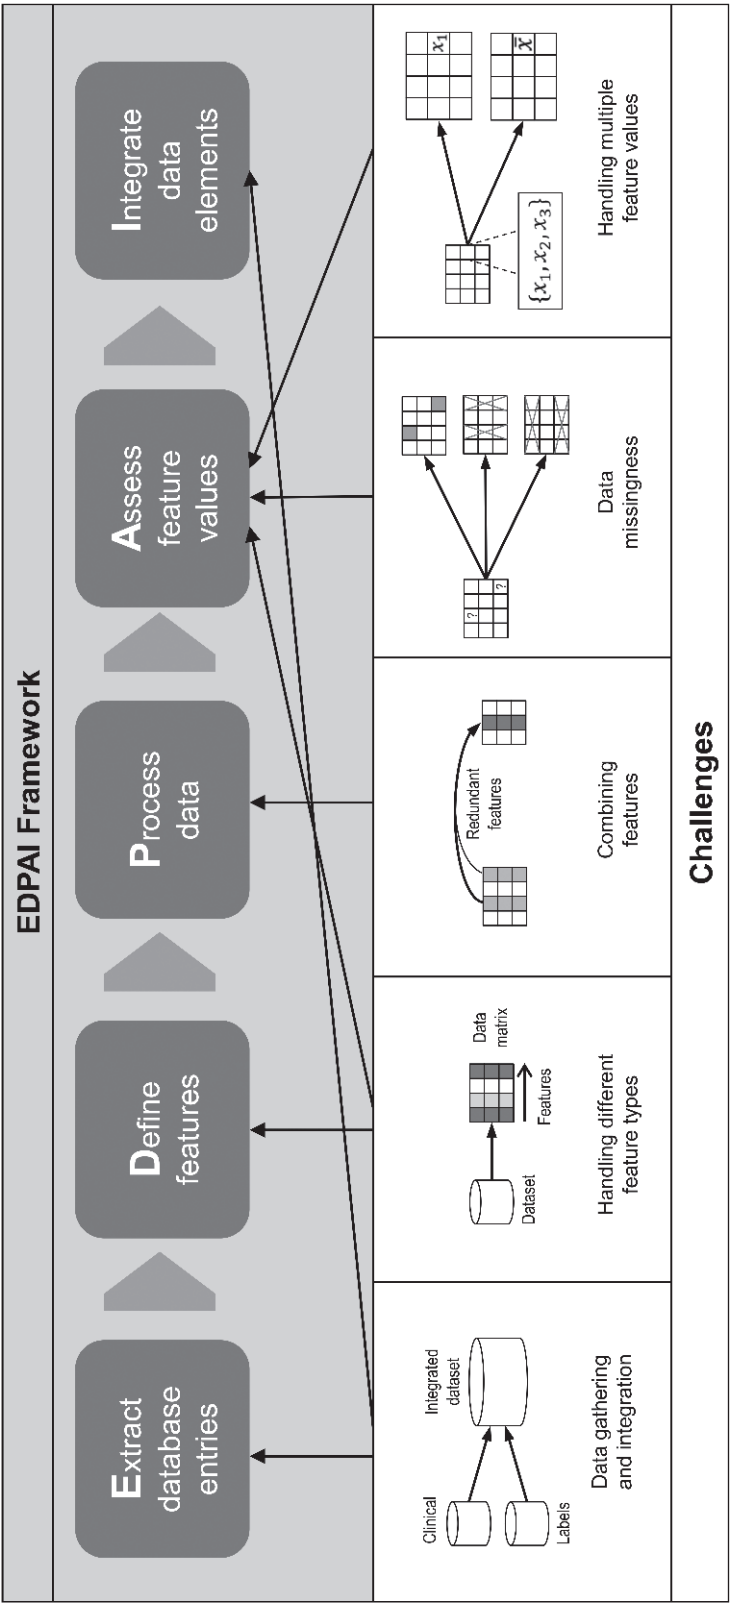 EDPAI Framework
Extract
database
entries
Define
features
Process
data
Assess
feature
values
Integrate
data
elements
Clinical
Labels
Integrated
dataset
Data gathering
and integration
Dataset
Data
matrix
Features
Handling different
feature types
Redundant
features
Combining
features
?
?
Data
missingness
{x₁, x₂, x₃}
x₁
x̄
Handling multiple
feature values
Challenges